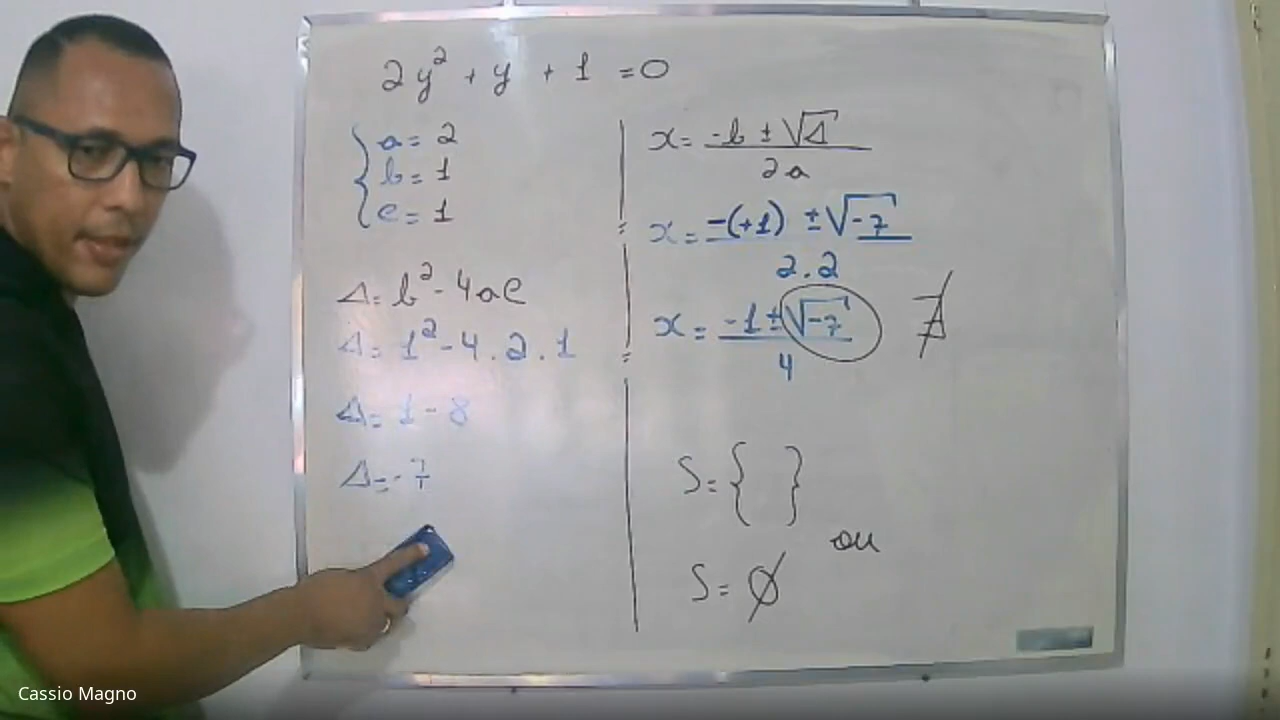 2y² + y + 1 = 0
a = 2
b = 1
c = 1
Δ = b² - 4ac
Δ = 1² - 4 . 2 . 1
Δ = 1 - 8
Δ = -7
x = -b ± √Δ / 2a
x = -(+1) ± √-7 / 2.2
x = -1 ± √-7 / 4 ∄
S = { }
ou
S = ∅
Cassio Magno